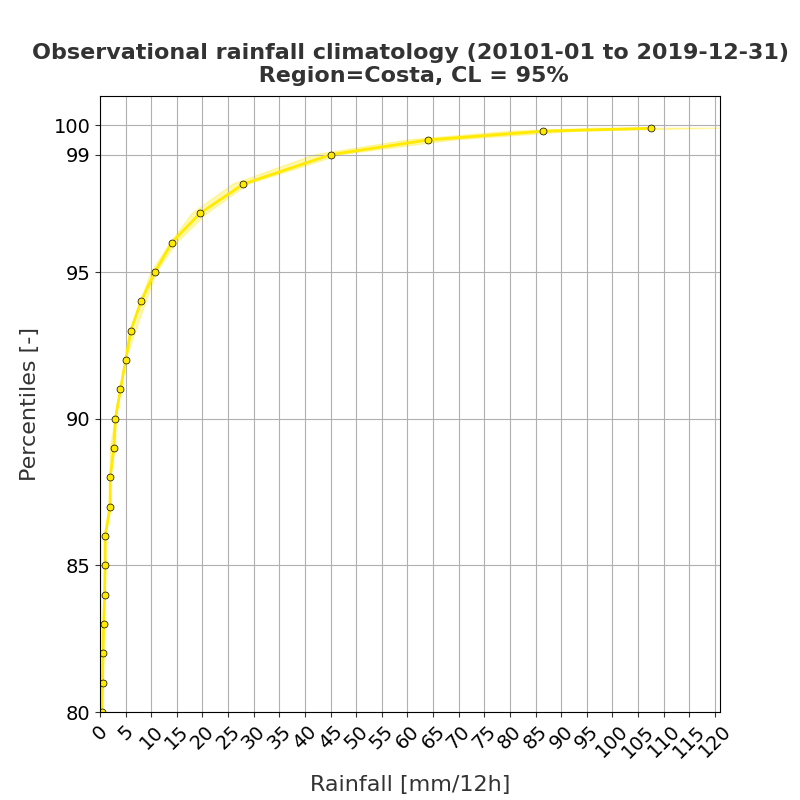 Observational rainfall climatology (20101-01 to 2019-12-31)
Region=Costa, CL = 95%
100
99
95
90
85
80
Percentiles [-]
0 5 10 15 20 25 30 35 40 45 50 55 60 65 70 75 80 85 90 95 100 105 110 115 120
Rainfall [mm/12h]